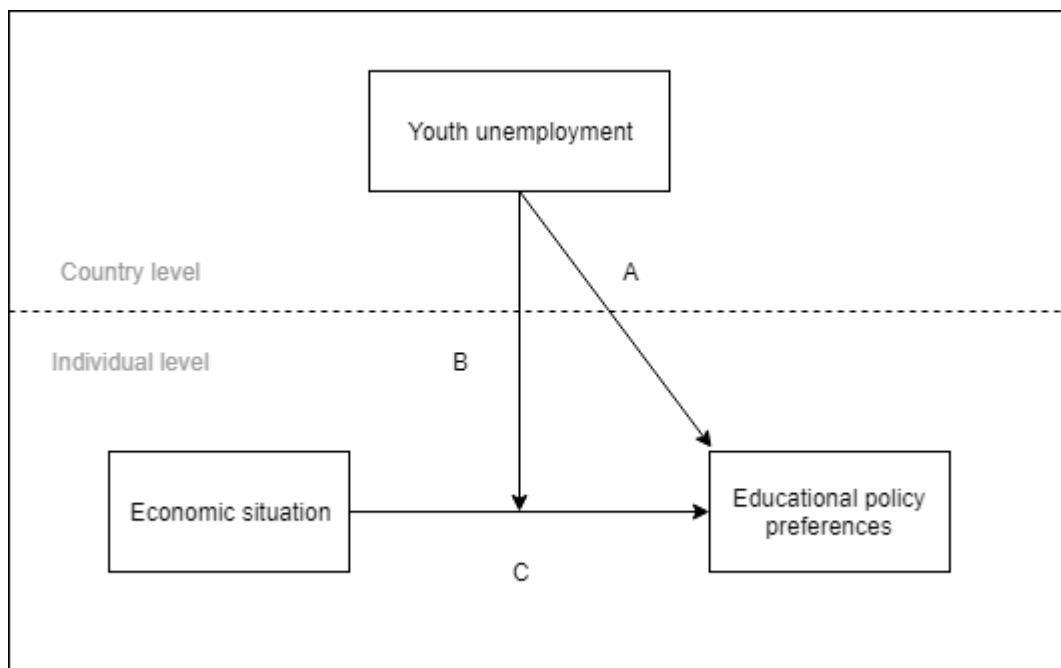 Youth unemployment
Country level
A
Individual level
B
Economic situation
Educational policy
preferences
C